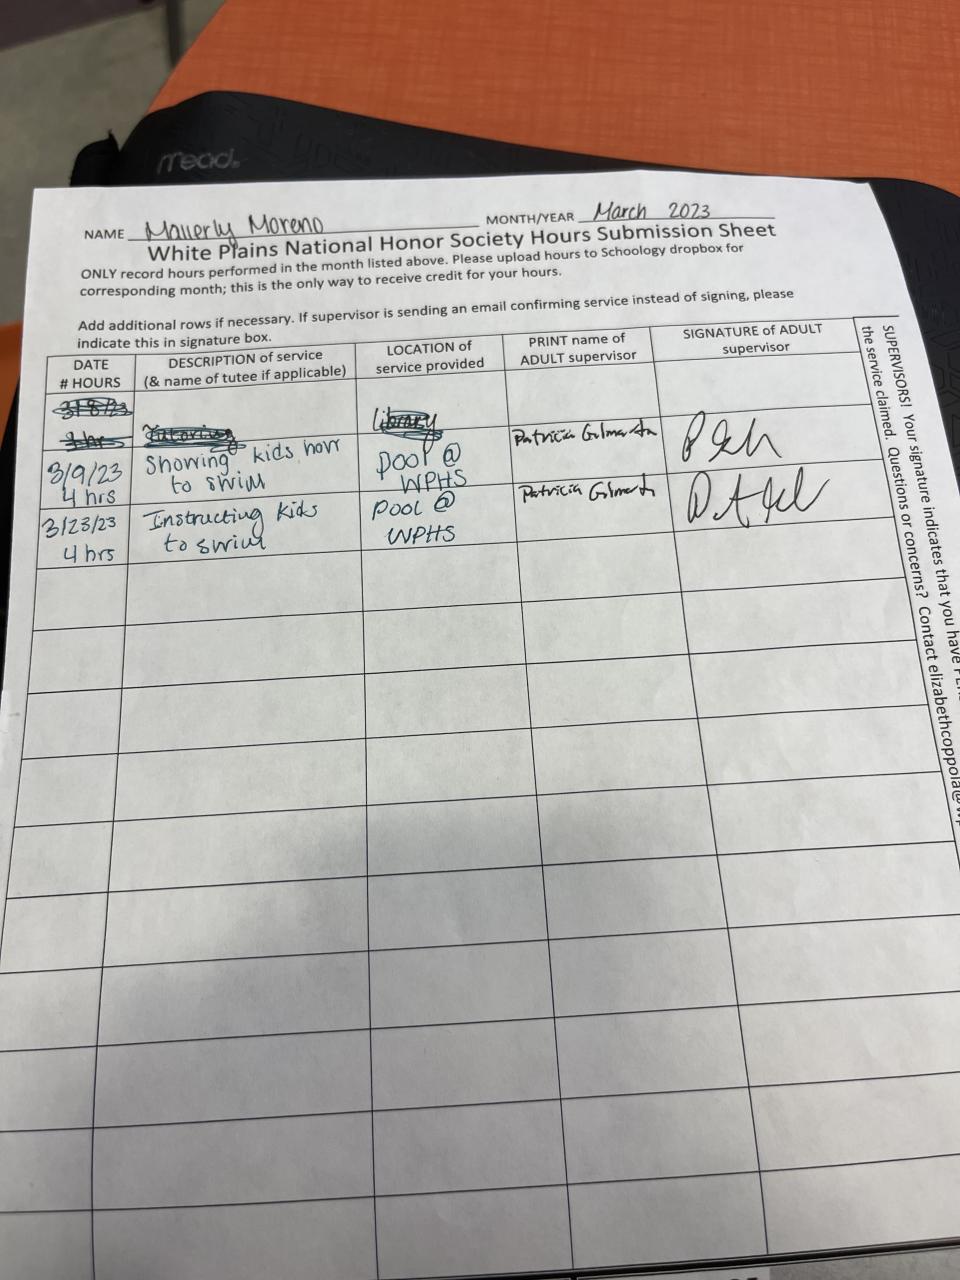 mead.
NAME Mallerly Moreno MONTH/YEAR March 2023
White Plains National Honor Society Hours Submission Sheet
ONLY record hours performed in the month listed above. Please upload hours to Schoology dropbox for
corresponding month; this is the only way to receive credit for your hours.
Add additional rows if necessary. If supervisor is sending an email confirming service instead of signing, please
indicate this in signature box.
DATE
# HOURS
DESCRIPTION of service
(& name of tutee if applicable)
LOCATION of
service provided
PRINT name of
ADULT supervisor
SIGNATURE of ADULT
supervisor
3/8/23
Tutoring
Library
3/9/23
4 hrs
Showing kids how
to swim
Pool @
WPHS
Patricia Gilmartin
3/23/23
4 hrs
Instructing kids
to swim
Pool @
WPHS
Patricia Gilmartin
SUPERVISORS! Your signature indicates that you have
the service claimed. Questions or concerns? Contact elizabethcoppola@wp